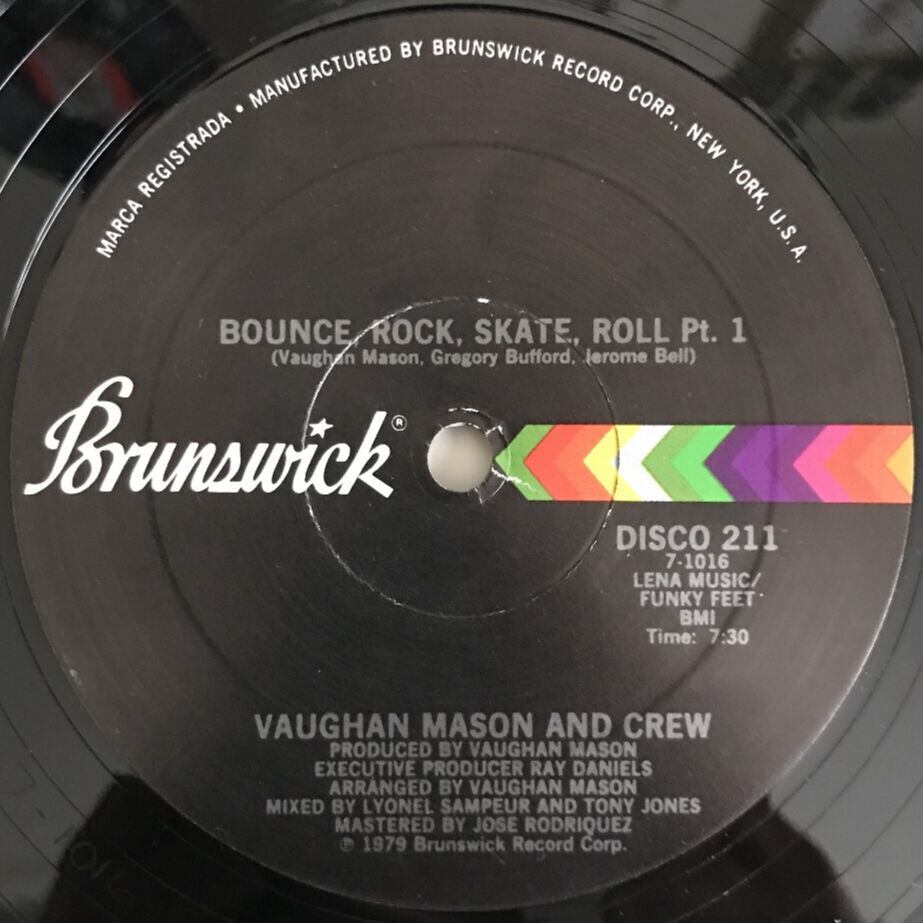 MARCA REGISTRADA • MANUFACTURED BY BRUNSWICK RECORD CORP., NEW YORK, U.S.A.
BOUNCE, ROCK, SKATE, ROLL Pt. 1
(Vaughan Mason, Gregory Bufford, Jerome Bell)
Brunswick®
DISCO 211
7-1016
LENA MUSIC/
FUNKY FEET
BMI
Time: 7:30
VAUGHAN MASON AND CREW
PRODUCED BY VAUGHAN MASON
EXECUTIVE PRODUCER RAY DANIELS
ARRANGED BY VAUGHAN MASON
MIXED BY LYONEL SAMPEUR AND TONY JONES
MASTERED BY JOSE RODRIQUEZ
℗ 1979 Brunswick Record Corp.